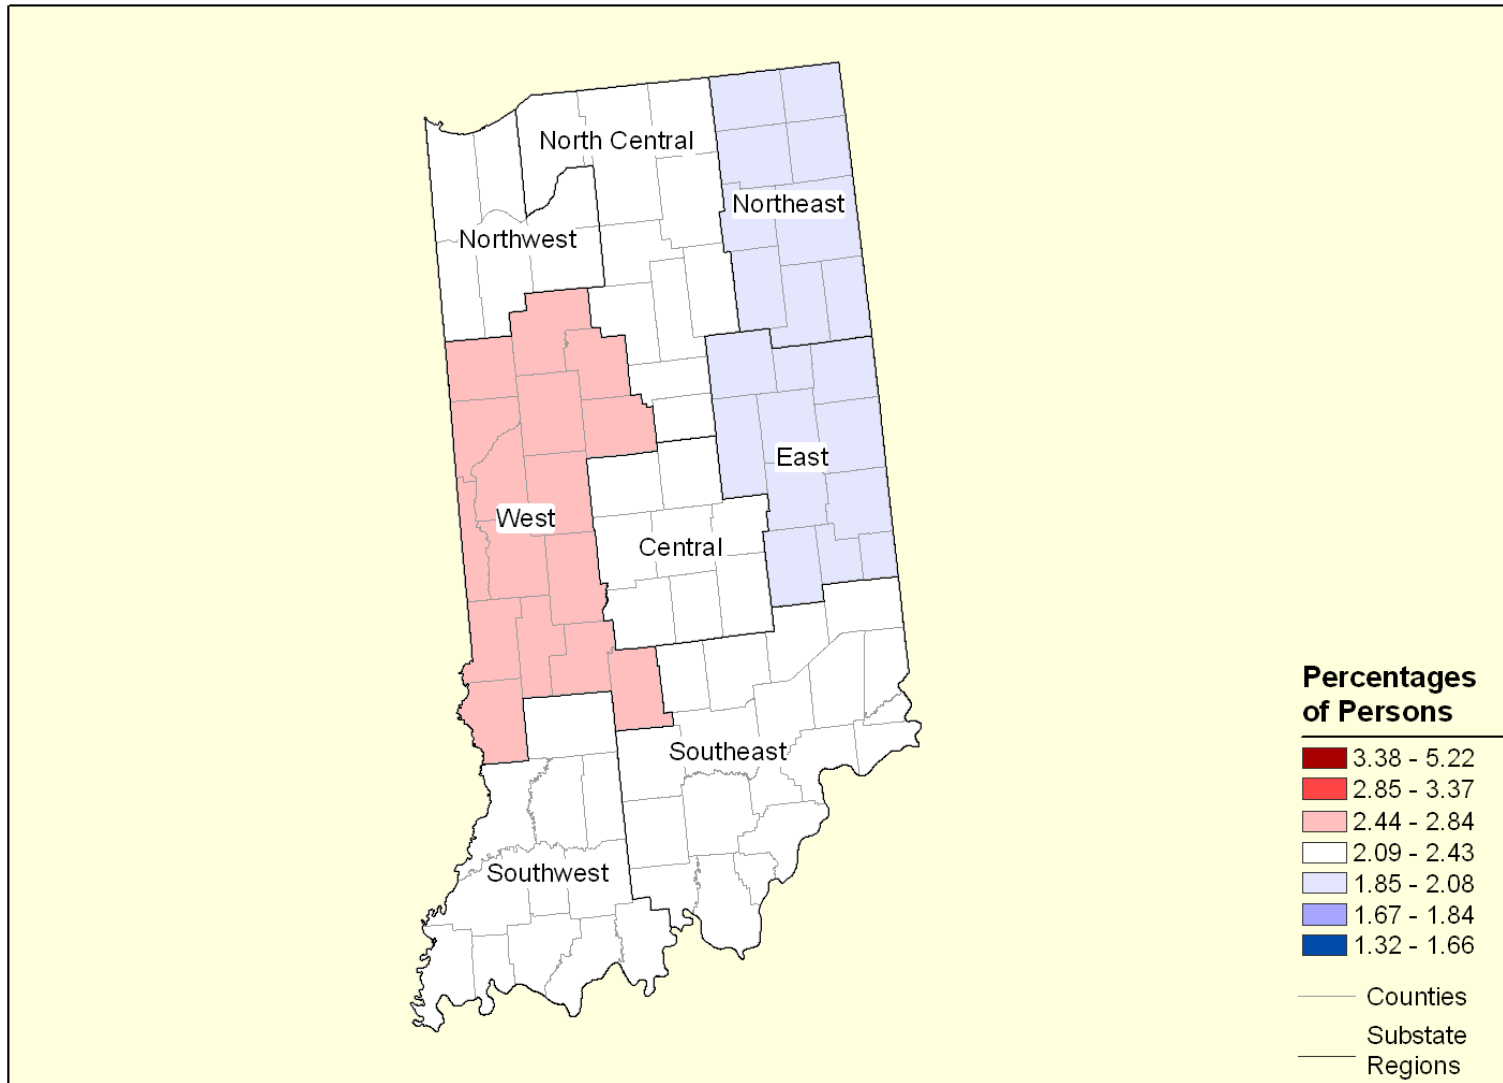 North Central
Northeast
Northwest
East
West
Central
Southeast
Southwest
Percentages
of Persons
3.38 - 5.22
2.85 - 3.37
2.44 - 2.84
2.09 - 2.43
1.85 - 2.08
1.67 - 1.84
1.32 - 1.66
Counties
Substate
Regions